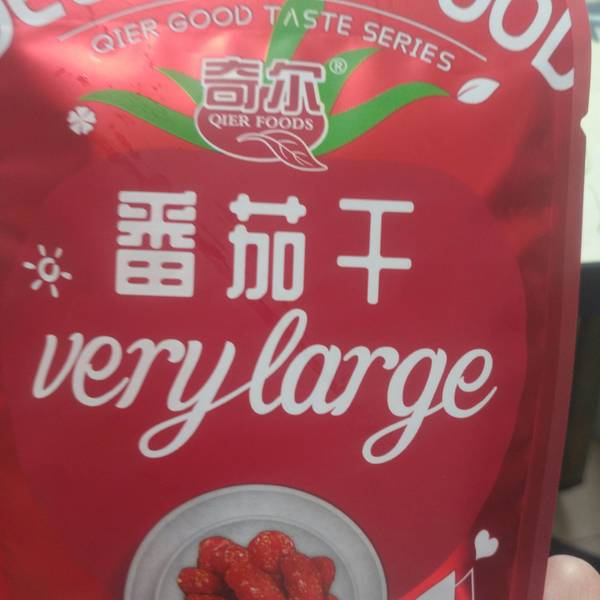 QIER GOOD TASTE SERIES
奇尔®
QIER FOODS
番茄干
very large